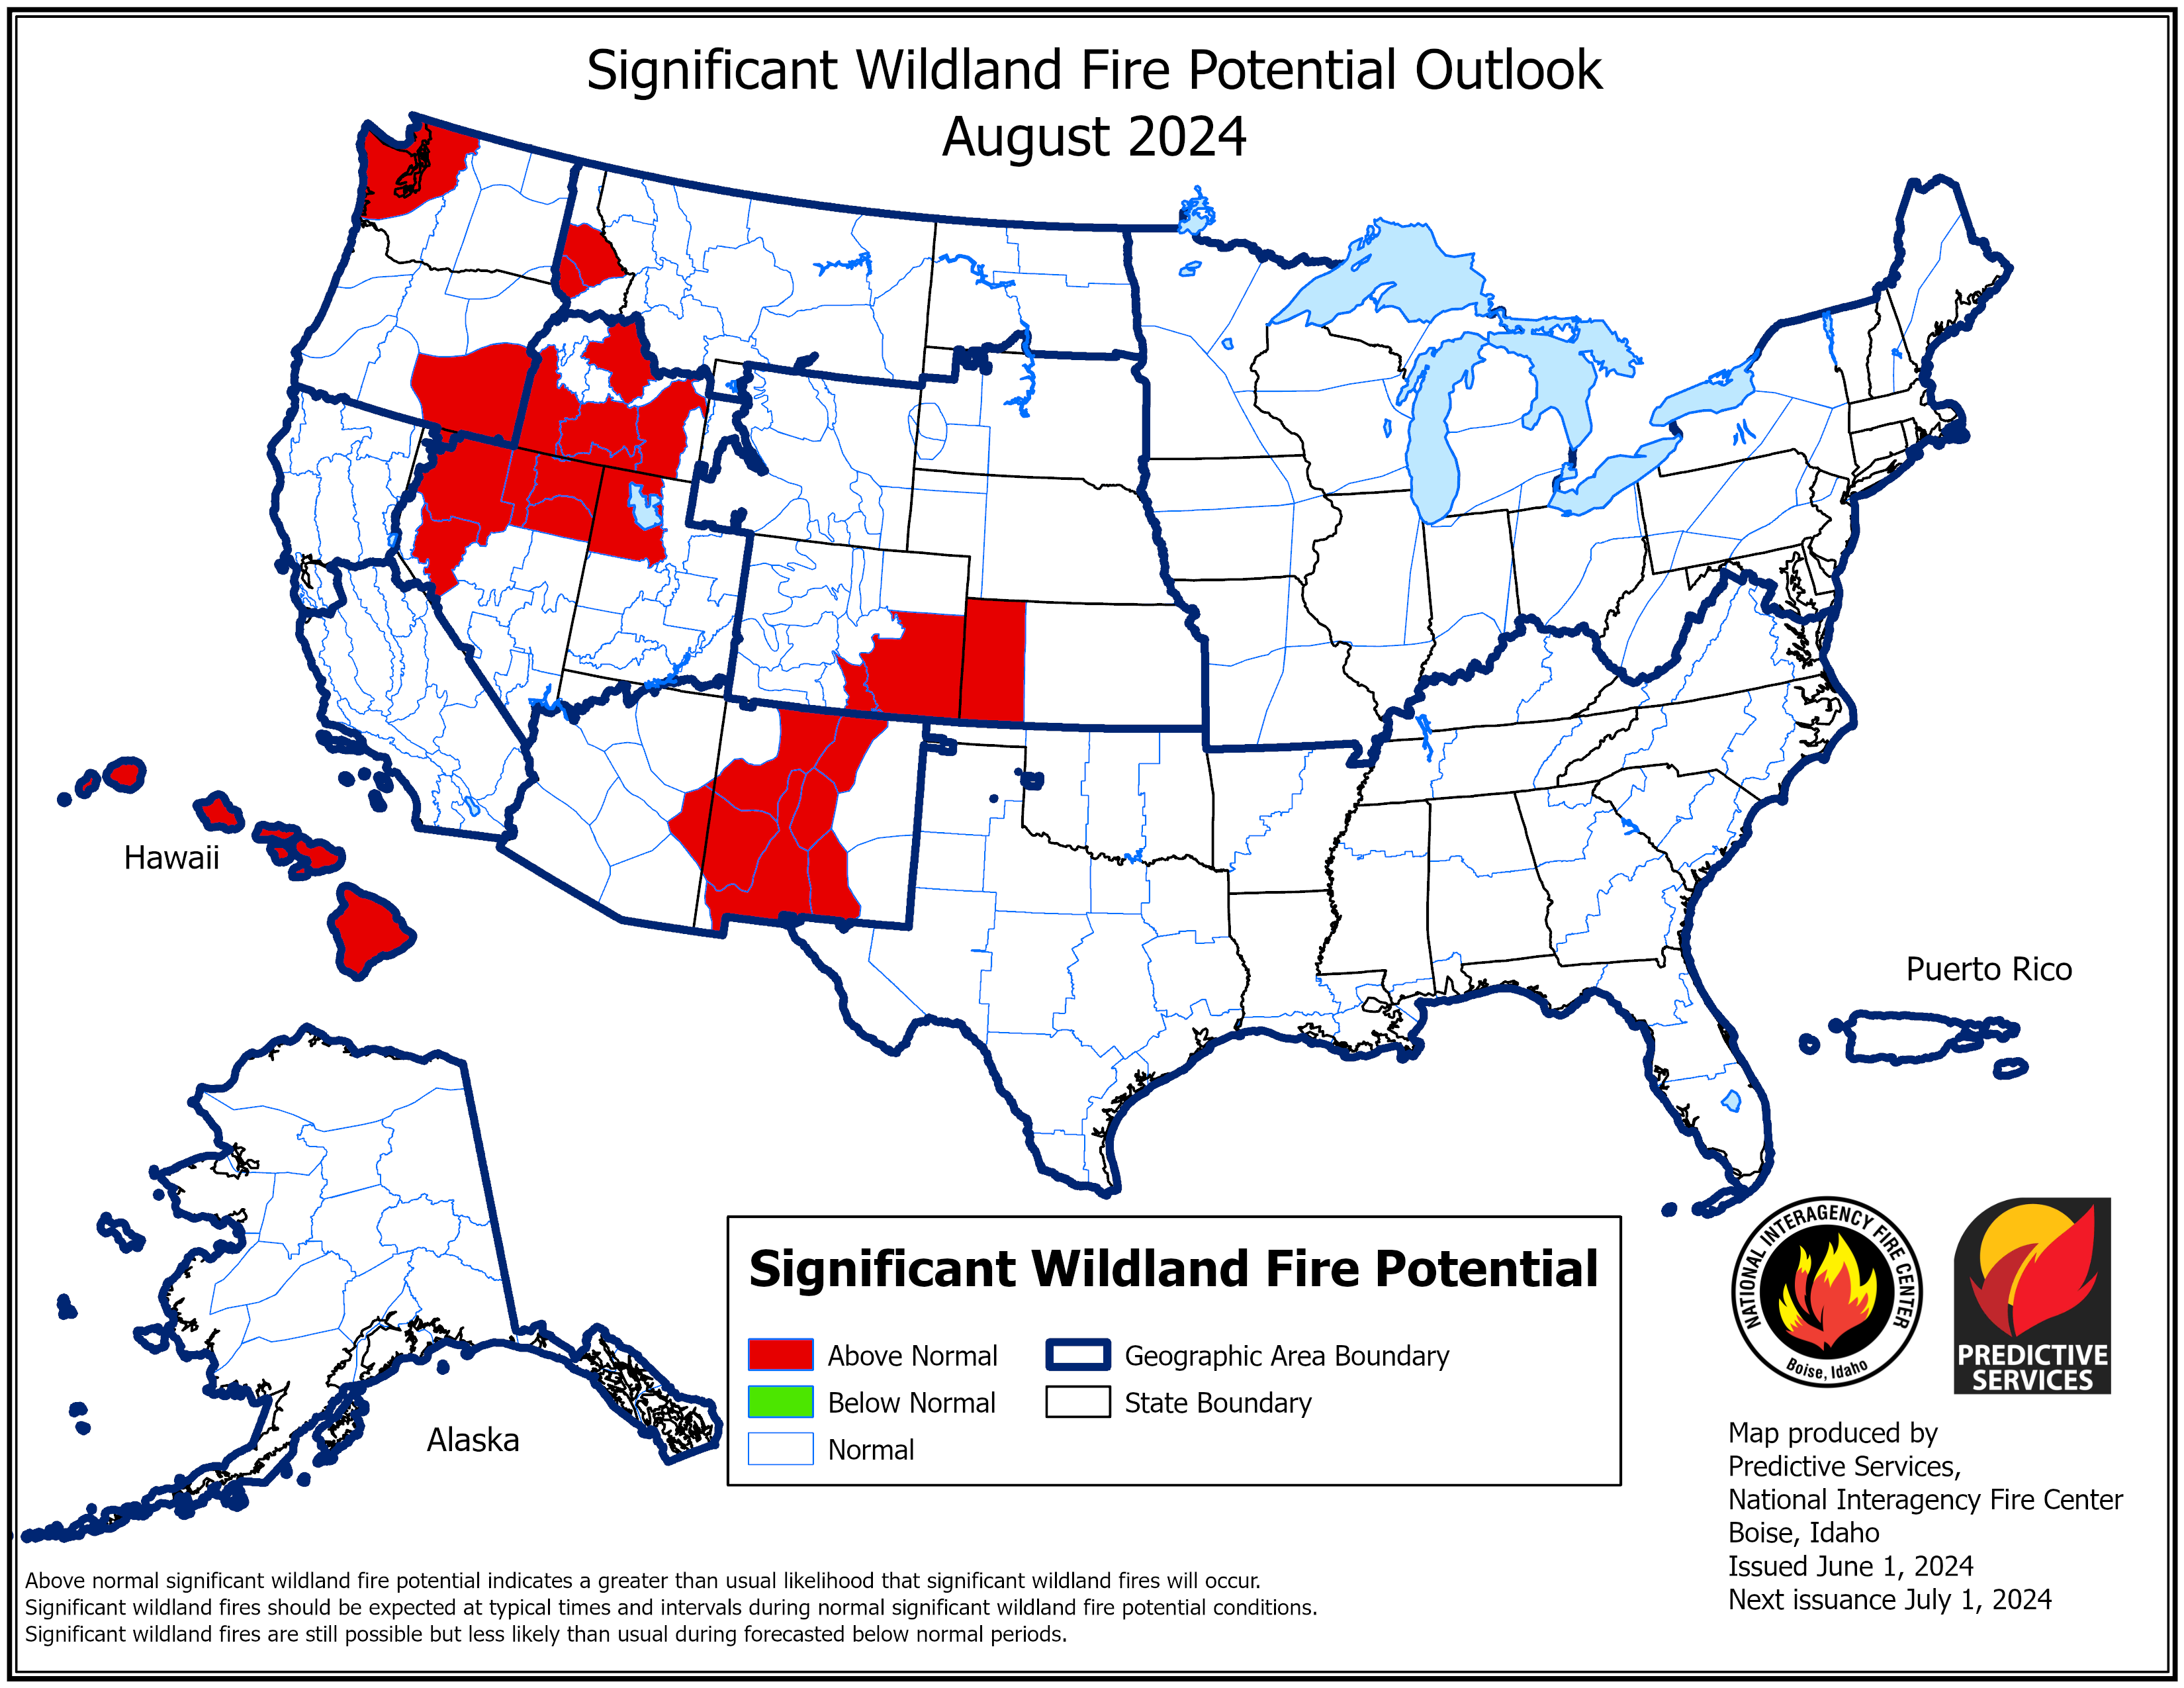 Significant Wildland Fire Potential Outlook
August 2024
Hawaii
Puerto Rico
Alaska
Significant Wildland Fire Potential
Above Normal
Below Normal
Normal
Geographic Area Boundary
State Boundary
NATIONAL INTERAGENCY FIRE CENTER
Boise, Idaho
PREDICTIVE
SERVICES
Map produced by
Predictive Services,
National Interagency Fire Center
Boise, Idaho
Issued June 1, 2024
Next issuance July 1, 2024
Above normal significant wildland fire potential indicates a greater than usual likelihood that significant wildland fires will occur.
Significant wildland fires should be expected at typical times and intervals during normal significant wildland fire potential conditions.
Significant wildland fires are still possible but less likely than usual during forecasted below normal periods.